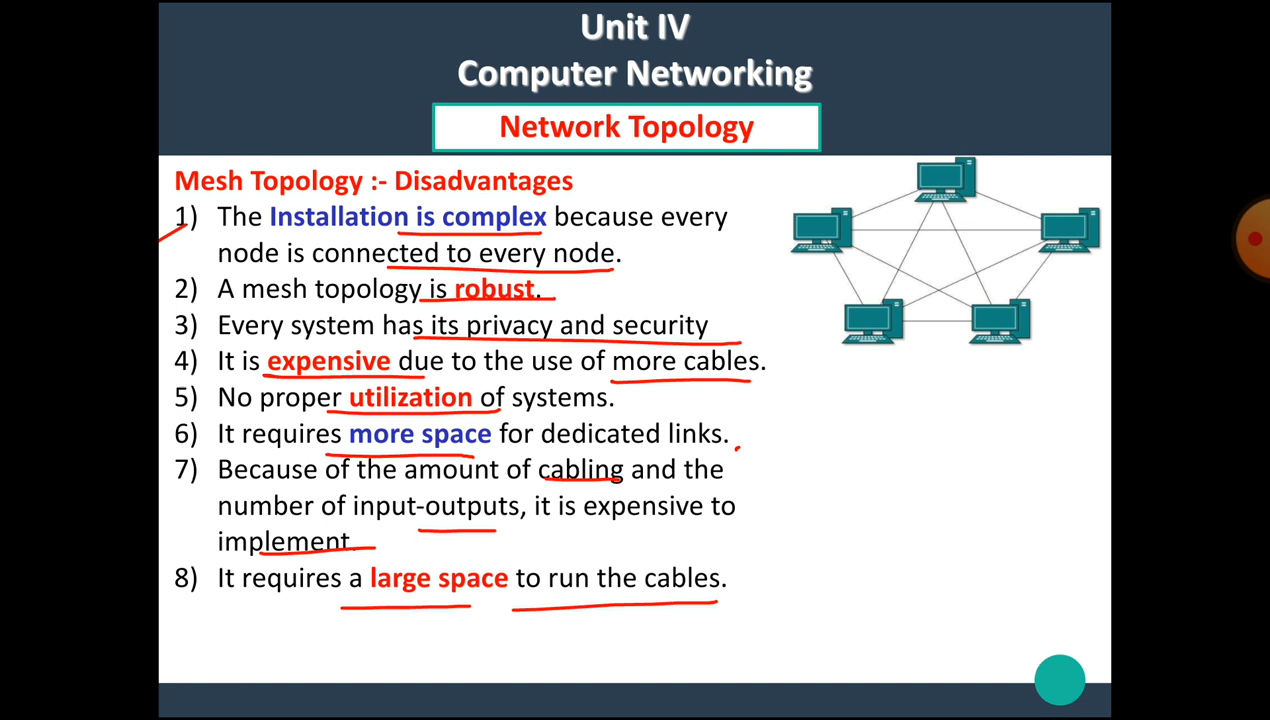 Unit IV
Computer Networking
Network Topology
Mesh Topology :- Disadvantages
1) The Installation is complex because every
node is connected to every node.
2) A mesh topology is robust.
3) Every system has its privacy and security
4) It is expensive due to the use of more cables.
5) No proper utilization of systems.
6) It requires more space for dedicated links.
7) Because of the amount of cabling and the
number of input-outputs, it is expensive to
implement.
8) It requires a large space to run the cables.